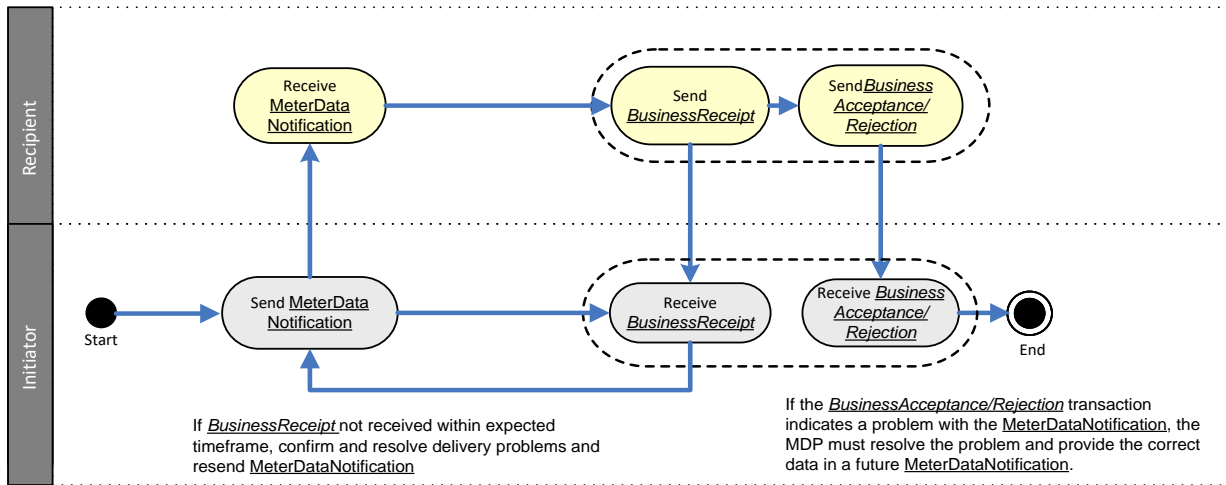 Recipient
Receive
MeterData
Notification
Send
BusinessReceipt
SendBusiness
Acceptance/
Rejection
Initiator
Start
Send MeterData
Notification
Receive
BusinessReceipt
Receive Business
Acceptance/
Rejection
End
If BusinessReceipt not received within expected
timeframe, confirm and resolve delivery problems and
resend MeterDataNotification
If the BusinessAcceptance/Rejection transaction
indicates a problem with the MeterDataNotification, the
MDP must resolve the problem and provide the correct
data in a future MeterDataNotification.